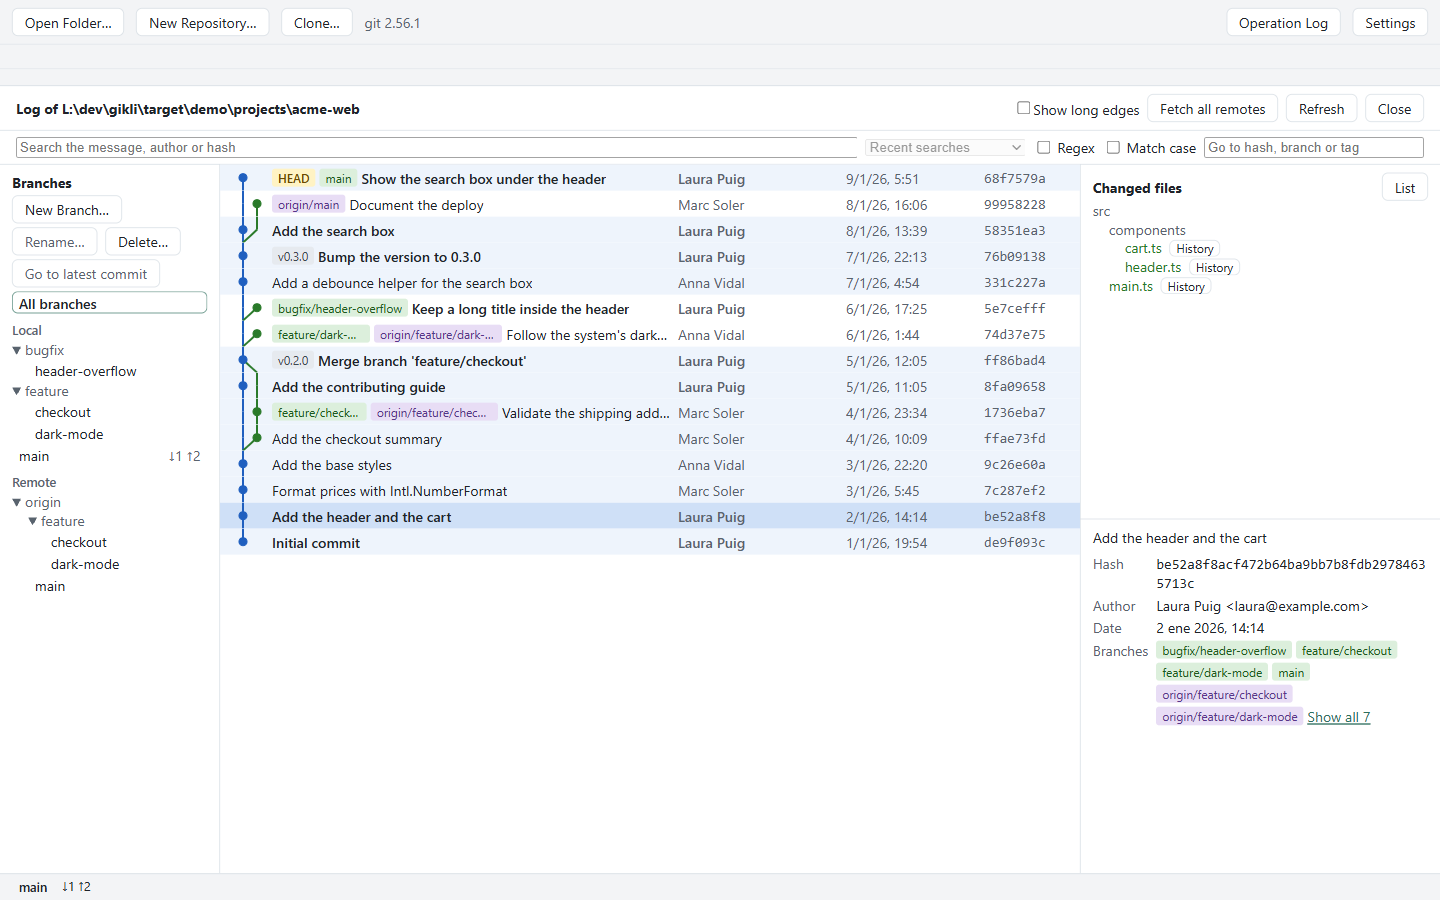 Open Folder... New Repository... Clone... git 2.56.1 Operation Log Settings
Log of L:\dev\gikli\target\demo\projects\acme-web Show long edges Fetch all remotes Refresh Close
Search the message, author or hash Recent searches Regex Match case Go to hash, branch or tag
Branches
New Branch...
Rename... Delete...
Go to latest commit
All branches
Local
bugfix
header-overflow
feature
checkout
dark-mode
main ↓1 ↑2
Remote
origin
feature
checkout
dark-mode
main
HEAD main Show the search box under the header Laura Puig 9/1/26, 5:51 68f7579a
origin/main Document the deploy Marc Soler 8/1/26, 16:06 99958228
Add the search box Laura Puig 8/1/26, 13:39 58351ea3
v0.3.0 Bump the version to 0.3.0 Laura Puig 7/1/26, 22:13 76b09138
Add a debounce helper for the search box Anna Vidal 7/1/26, 4:54 331c227a
bugfix/header-overflow Keep a long title inside the header Laura Puig 6/1/26, 17:25 5e7cefff
feature/dark-... origin/feature/dark-... Follow the system's dark... Anna Vidal 6/1/26, 1:44 74d37e75
v0.2.0 Merge branch 'feature/checkout' Laura Puig 5/1/26, 12:05 ff86bad4
Add the contributing guide Laura Puig 5/1/26, 11:05 8fa09658
feature/check... origin/feature/chec... Validate the shipping add... Marc Soler 4/1/26, 23:34 1736eba7
Add the checkout summary Marc Soler 4/1/26, 10:09 ffae73fd
Add the base styles Anna Vidal 3/1/26, 22:20 9c26e60a
Format prices with Intl.NumberFormat Marc Soler 3/1/26, 5:45 7c287ef2
Add the header and the cart Laura Puig 2/1/26, 14:14 be52a8f8
Initial commit Laura Puig 1/1/26, 19:54 de9f093c
Changed files List
src
components
cart.ts History
header.ts History
main.ts History
Add the header and the cart
Hash be52a8f8acf472b64ba9bb7b8fdb2978463
5713c
Author Laura Puig <laura@example.com>
Date 2 ene 2026, 14:14
Branches bugfix/header-overflow feature/checkout
feature/dark-mode main
origin/feature/checkout
origin/feature/dark-mode Show all 7
main ↓1 ↑2